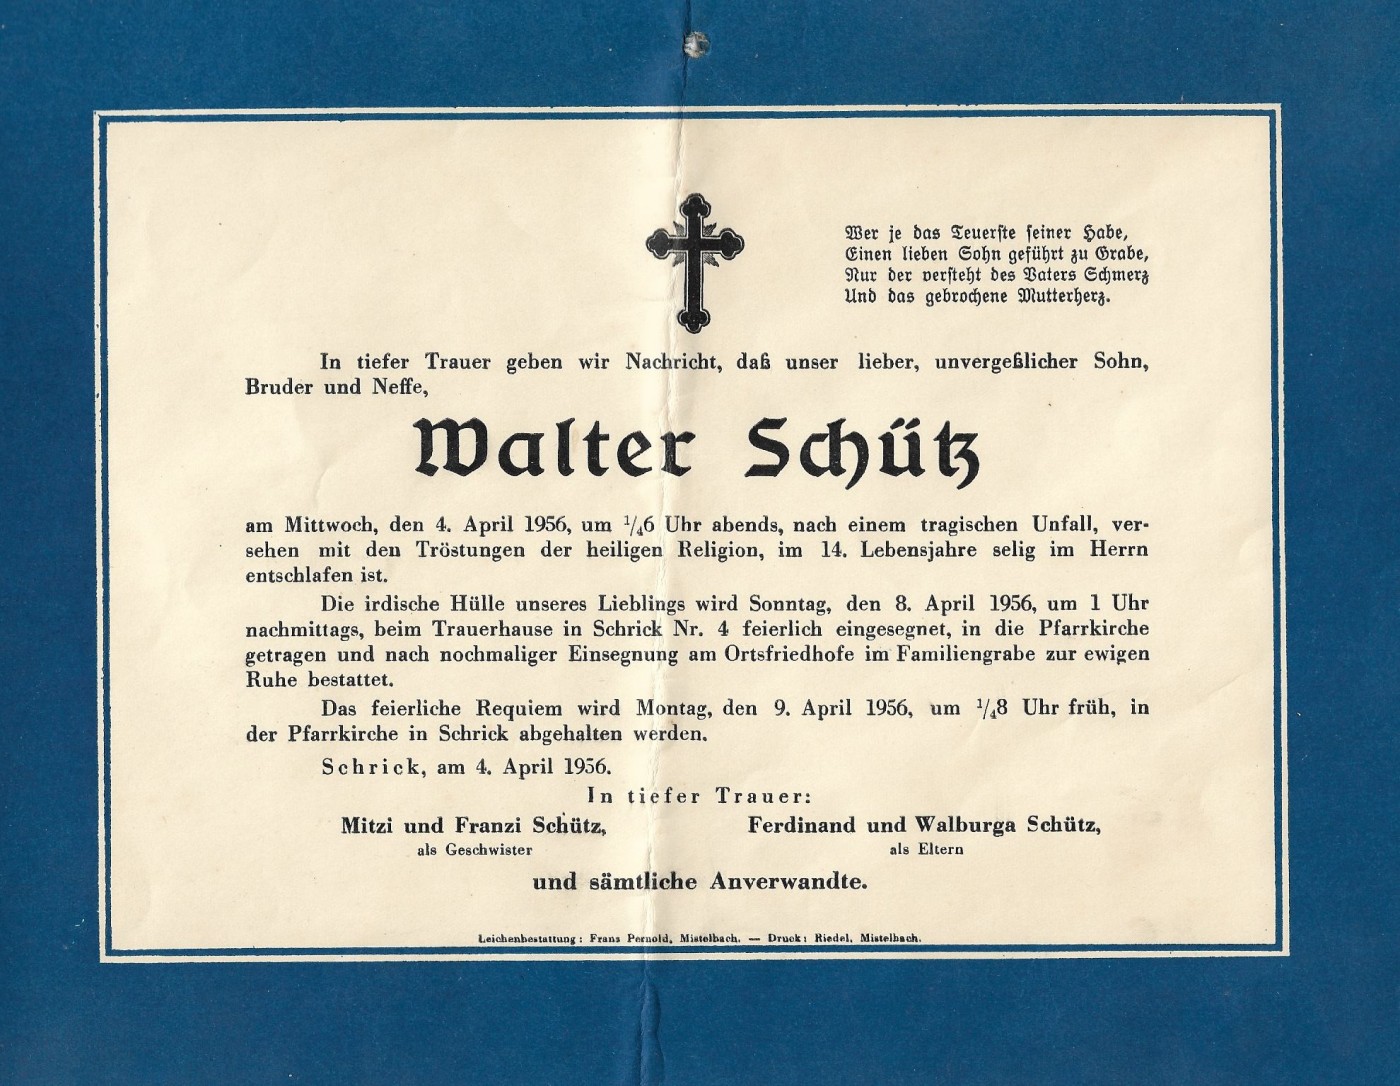 Wer je das Teuerste seiner Habe,
Einen lieben Sohn geführt zu Grabe,
Nur der versteht des Vaters Schmerz
Und das gebrochene Mutterherz.
In tiefer Trauer geben wir Nachricht, daß unser lieber, unvergeßlicher Sohn,
Bruder und Neffe,
Walter Schütz
am Mittwoch, den 4. April 1956, um 1/46 Uhr abends, nach einem tragischen Unfall, ver-
sehen mit den Tröstungen der heiligen Religion, im 14. Lebensjahre selig im Herrn
entschlafen ist.
Die irdische Hülle unseres Lieblings wird Sonntag, den 8. April 1956, um 1 Uhr
nachmittags, beim Trauerhause in Schrick Nr. 4 feierlich eingesegnet, in die Pfarrkirche
getragen und nach nochmaliger Einsegnung am Ortsfriedhofe im Familiengrabe zur ewigen
Ruhe bestattet.
Das feierliche Requiem wird Montag, den 9. April 1956, um 1/48 Uhr früh, in
der Pfarrkirche in Schrick abgehalten werden.
Schrick, am 4. April 1956.
In tiefer Trauer:
Mitzi und Franzi Schütz,
als Geschwister
Ferdinand und Walburga Schütz,
als Eltern
und sämtliche Anverwandte.
Leichenbestattung: Franz Pernold, Mistelbach. — Druck: Riedel, Mistelbach.